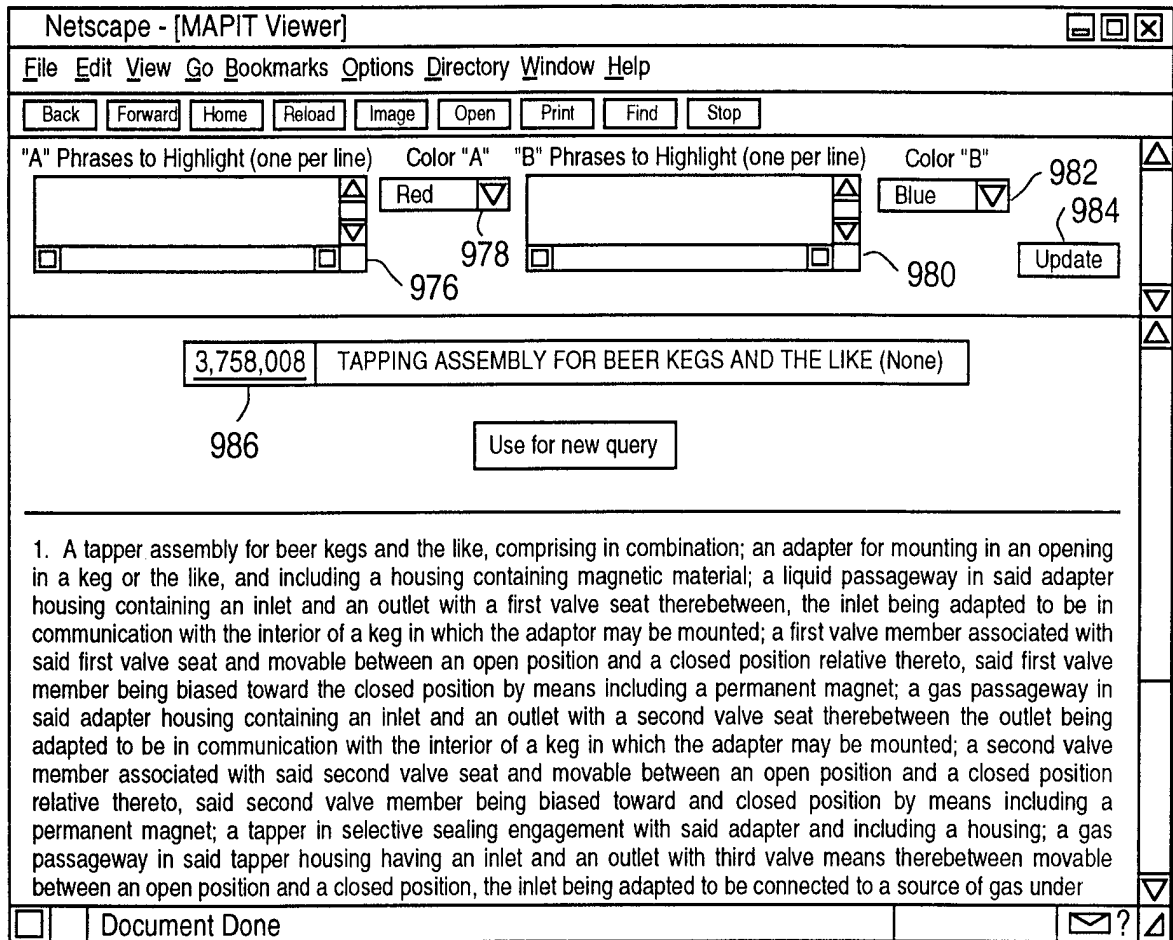 Netscape - [MAPIT Viewer]
File Edit View Go Bookmarks Options Directory Window Help
Back Forward Home Reload Image Open Print Find Stop
"A" Phrases to Highlight (one per line) Color "A" "B" Phrases to Highlight (one per line) Color "B"
Red Blue 982
984
978 Update
976 980
3,758,008 TAPPING ASSEMBLY FOR BEER KEGS AND THE LIKE (None)
986 Use for new query
1. A tapper assembly for beer kegs and the like, comprising in combination; an adapter for mounting in an opening
in a keg or the like, and including a housing containing magnetic material; a liquid passageway in said adapter
housing containing an inlet and an outlet with a first valve seat therebetween, the inlet being adapted to be in
communication with the interior of a keg in which the adaptor may be mounted; a first valve member associated with
said first valve seat and movable between an open position and a closed position relative thereto, said first valve
member being biased toward the closed position by means including a permanent magnet; a gas passageway in
said adapter housing containing an inlet and an outlet with a second valve seat therebetween the outlet being
adapted to be in communication with the interior of a keg in which the adapter may be mounted; a second valve
member associated with said second valve seat and movable between an open position and a closed position
relative thereto, said second valve member being biased toward and closed position by means including a
permanent magnet; a tapper in selective sealing engagement with said adapter and including a housing; a gas
passageway in said tapper housing having an inlet and an outlet with third valve means therebetween movable
between an open position and a closed position, the inlet being adapted to be connected to a source of gas under
Document Done ?